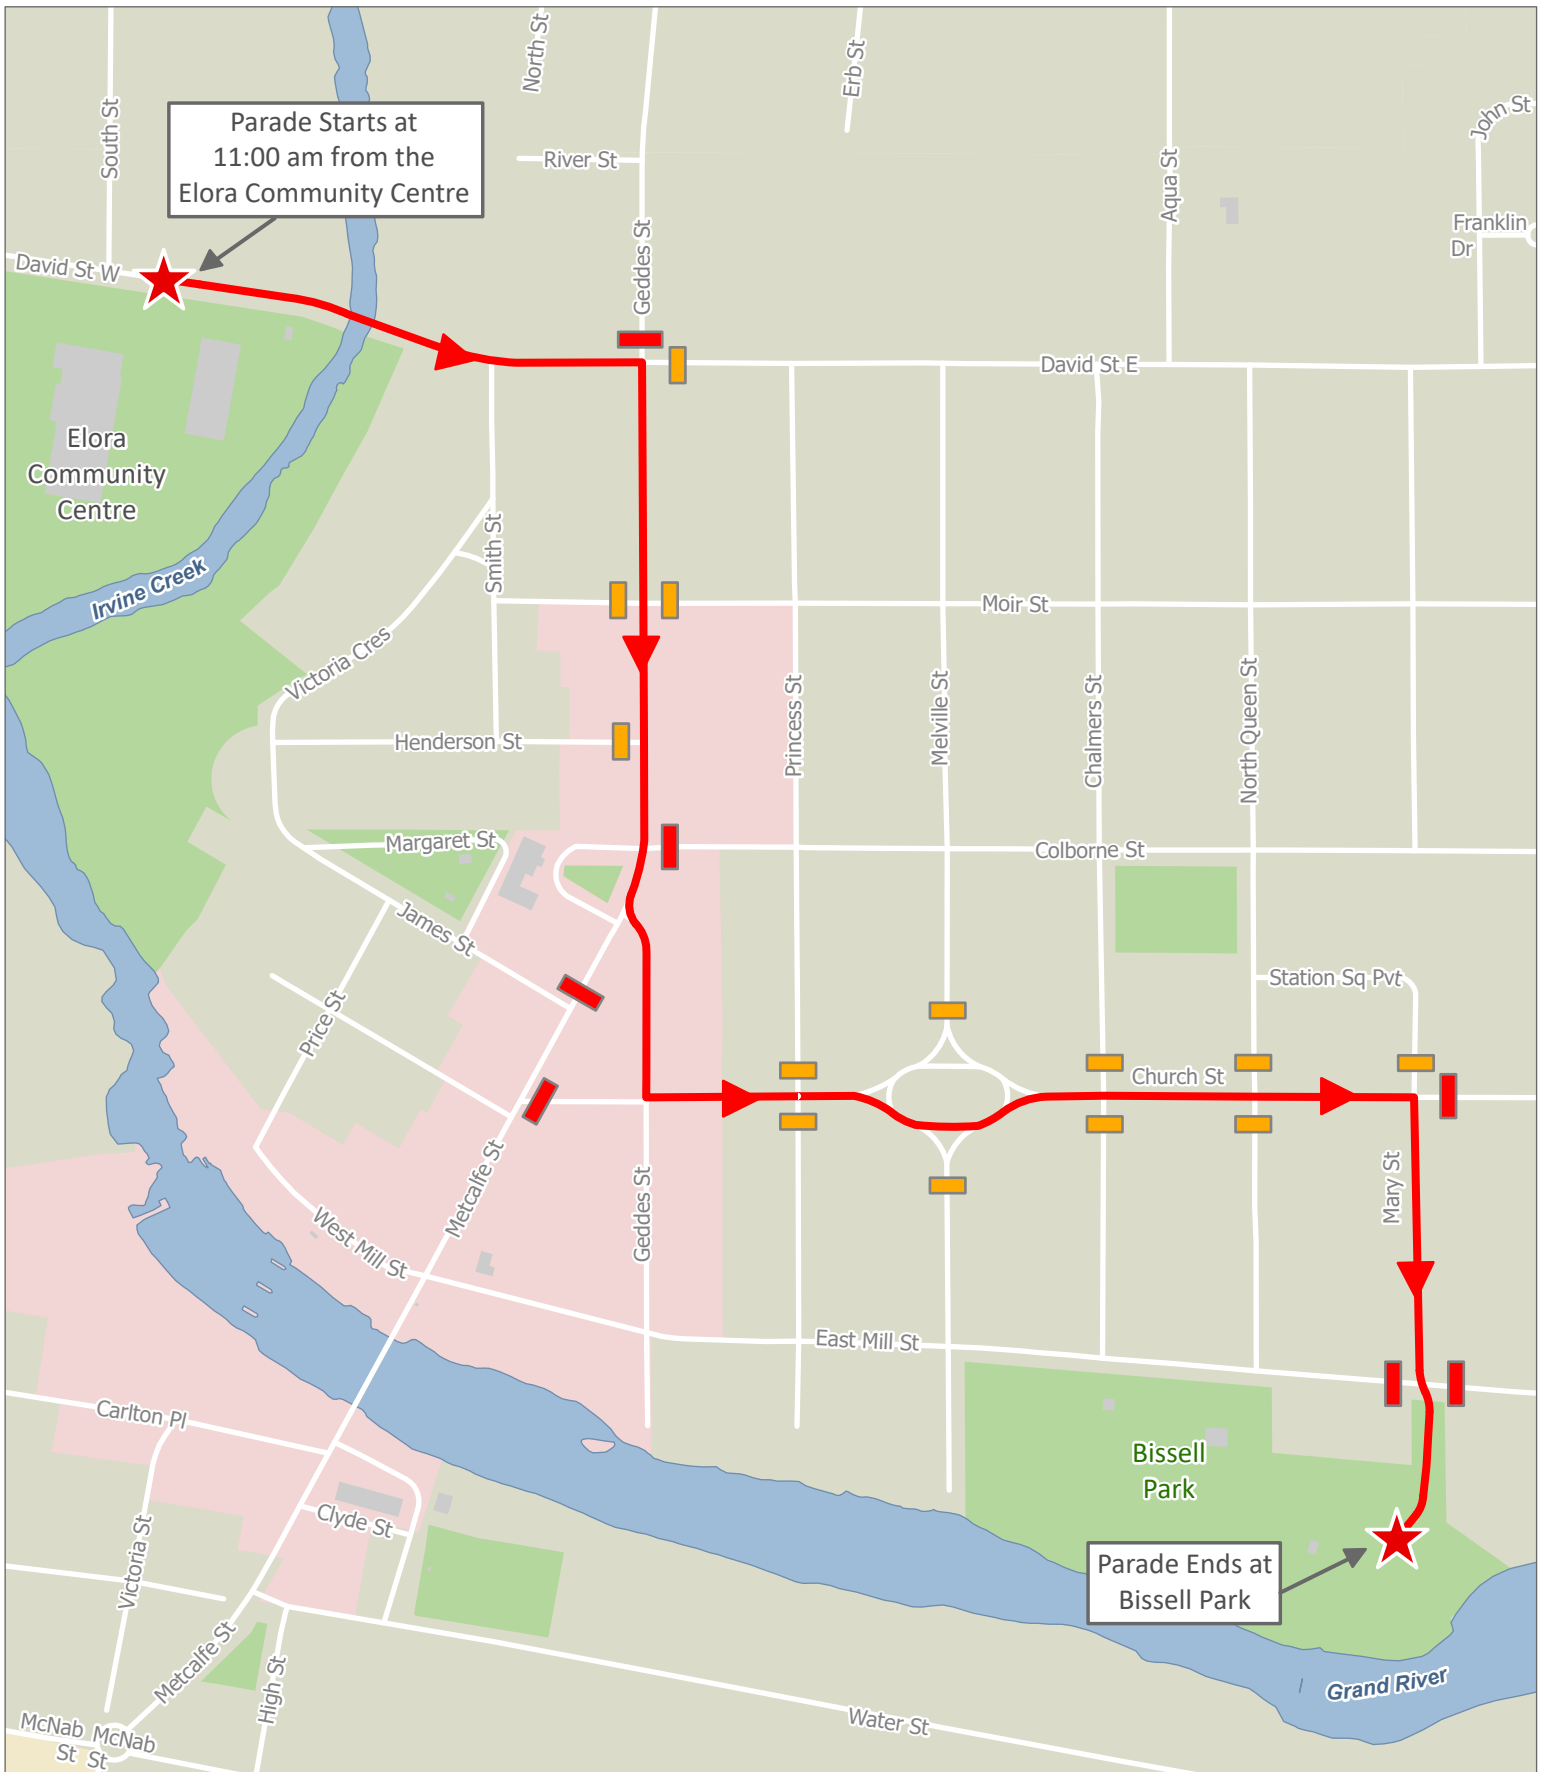 North St
Erb St
South St
John St
Parade Starts at
11:00 am from the
Elora Community Centre
River St
Aqua St
Franklin
Dr
Geddes St
David St W
David St E
Elora
Community
Centre
Smith St
Irvine Creek
Moir St
Victoria Cres
Princess St
Melville St
Chalmers St
North Queen St
Henderson St
Margaret St
Colborne St
James St
Station Sq Pvt
Price St
Church St
Metcalfe St
Geddes St
Mary St
West Mill St
East Mill St
Carlton Pl
Bissell
Park
Clyde St
Victoria St
Parade Ends at
Bissell Park
Metcalfe St
High St
Grand River
Water St
McNab
St
McNab
St